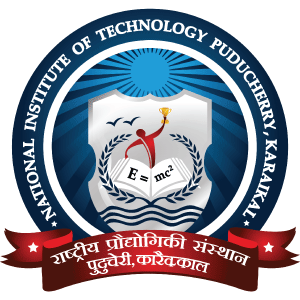 NATIONAL INSTITUTE OF TECHNOLOGY PUDUCHERRY, KARAIKAL
E = mc²
राष्ट्रीय प्रौद्योगिकी संस्थान
पुदुचेरी, कारैक्काल